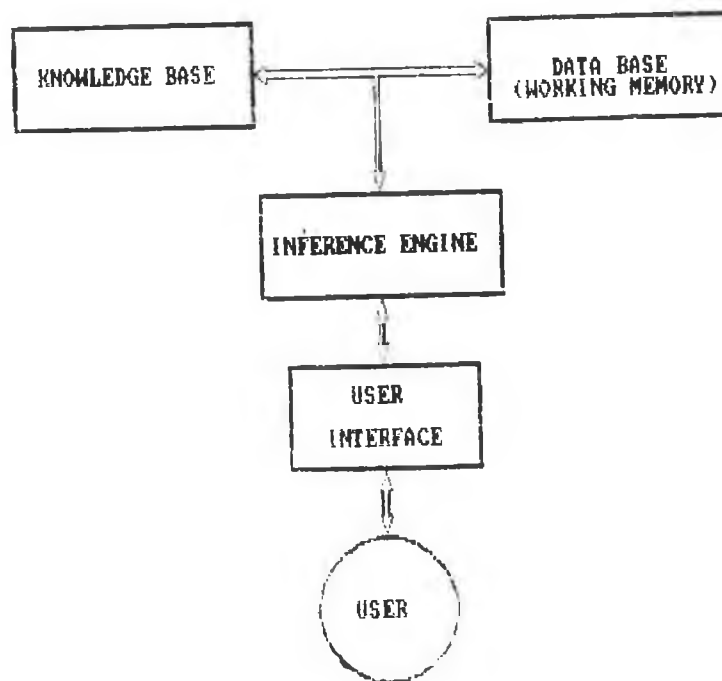 KNOWLEDGE BASE
DATA BASE
(WORKING MEMORY)
INFERENCE ENGINE
USER
INTERFACE
USER